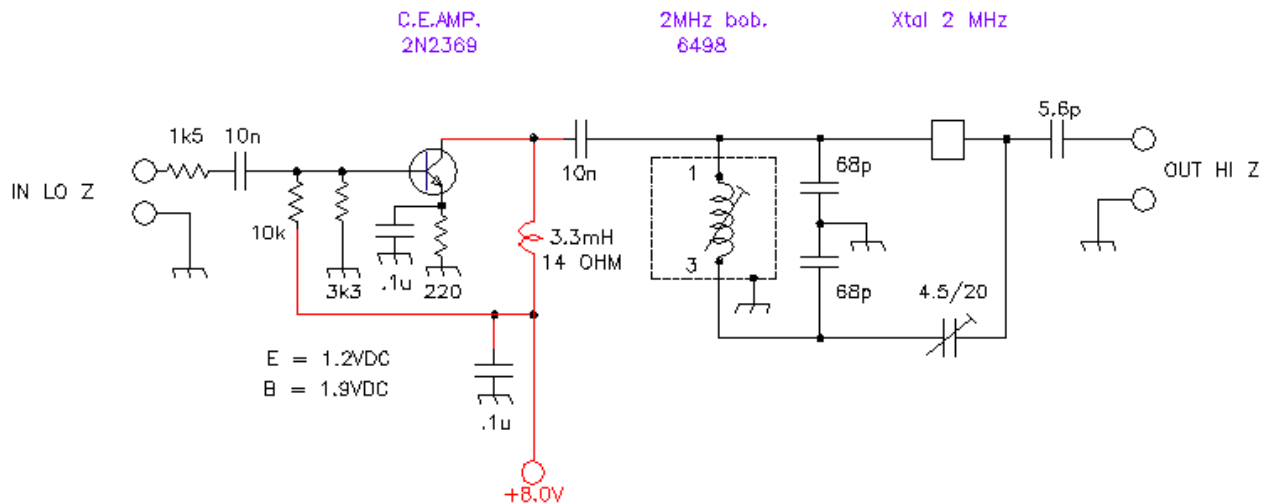 C.E.AMP.
2N2369
2MHz bob.
6498
Xtal 2 MHz
1k5
10n
5,6p
IN LO Z
10n
1
68p
OUT HI Z
10k
3.3mH
14 OHM
3
3k3
.1u
220
68p
4.5/20
E = 1.2VDC
B = 1.9VDC
.1u
+8.0V